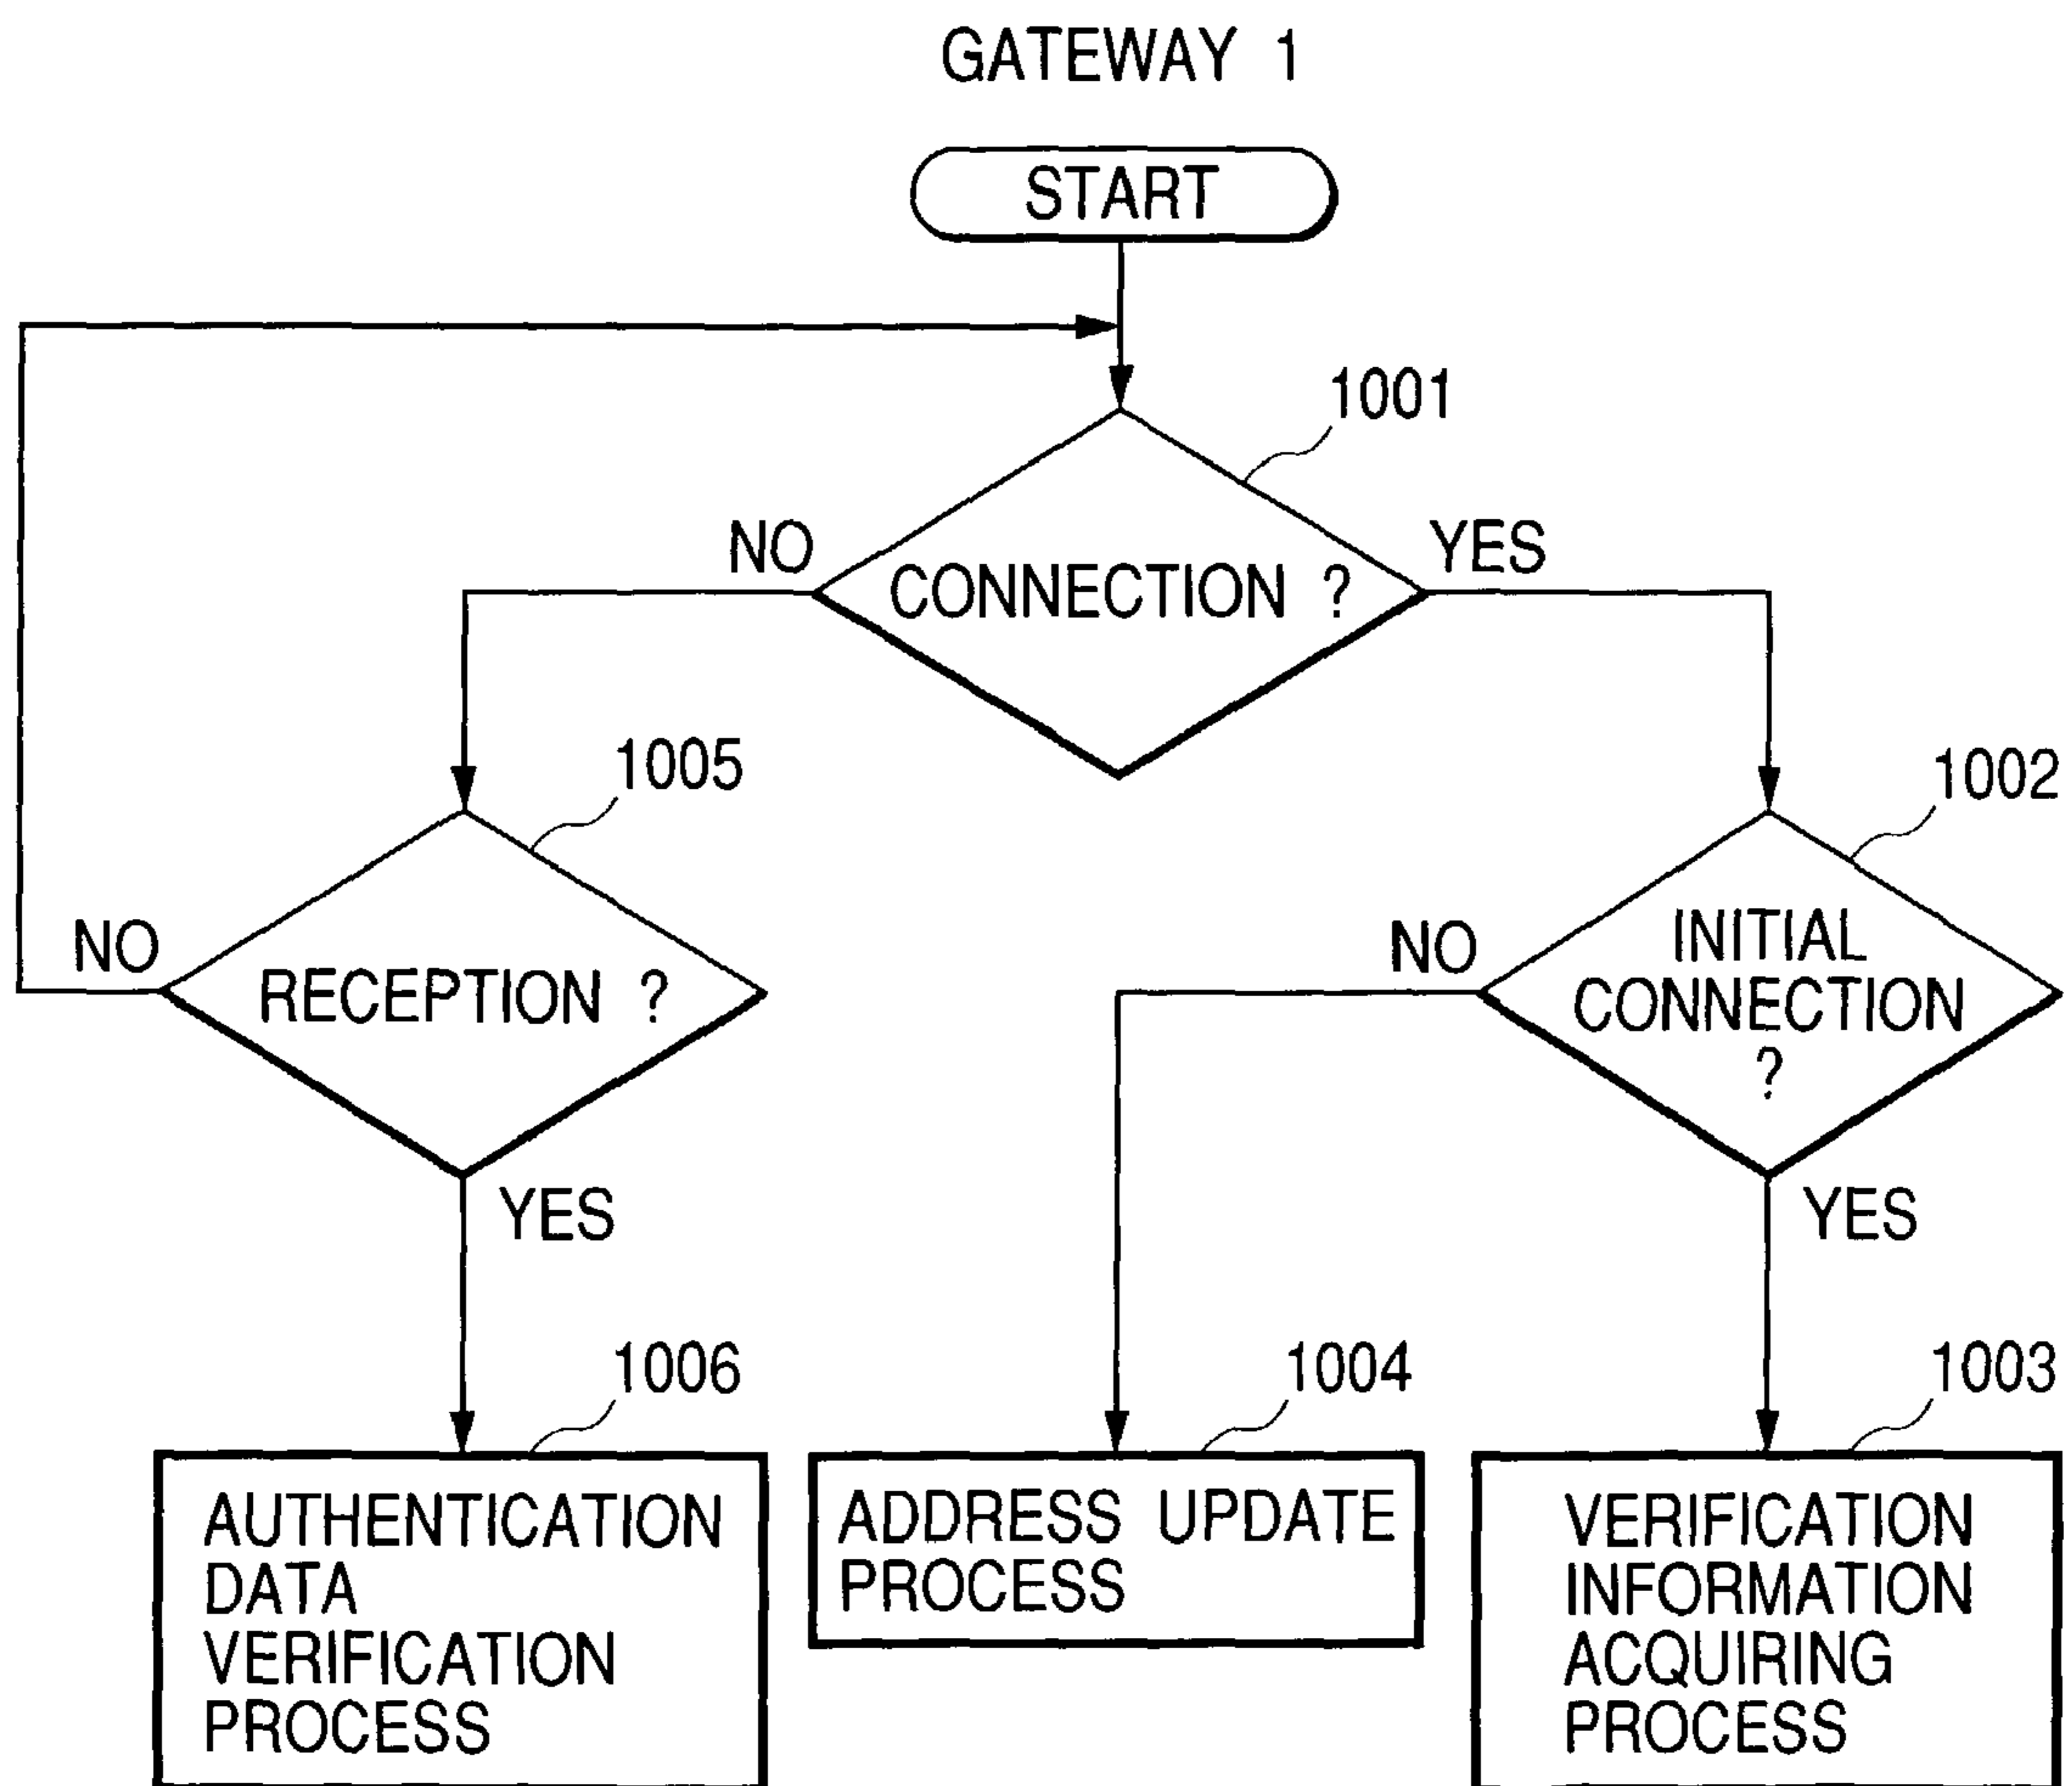 GATEWAY 1
START
1001
NO
YES
CONNECTION ?
1005
1002
NO
RECEPTION ?
NO
INITIAL
CONNECTION
?
YES
YES
1006
1004
1003
AUTHENTICATION
DATA
VERIFICATION
PROCESS
ADDRESS UPDATE
PROCESS
VERIFICATION
INFORMATION
ACQUIRING
PROCESS